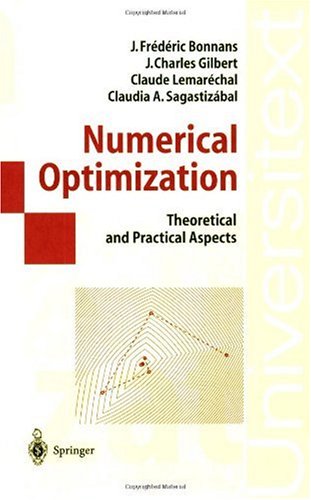 J. Frédéric Bonnans
J. Charles Gilbert
Claude Lemaréchal
Claudia A. Sagastizábal
Numerical
Optimization
Theoretical
and Practical Aspects
Universitext
Springer